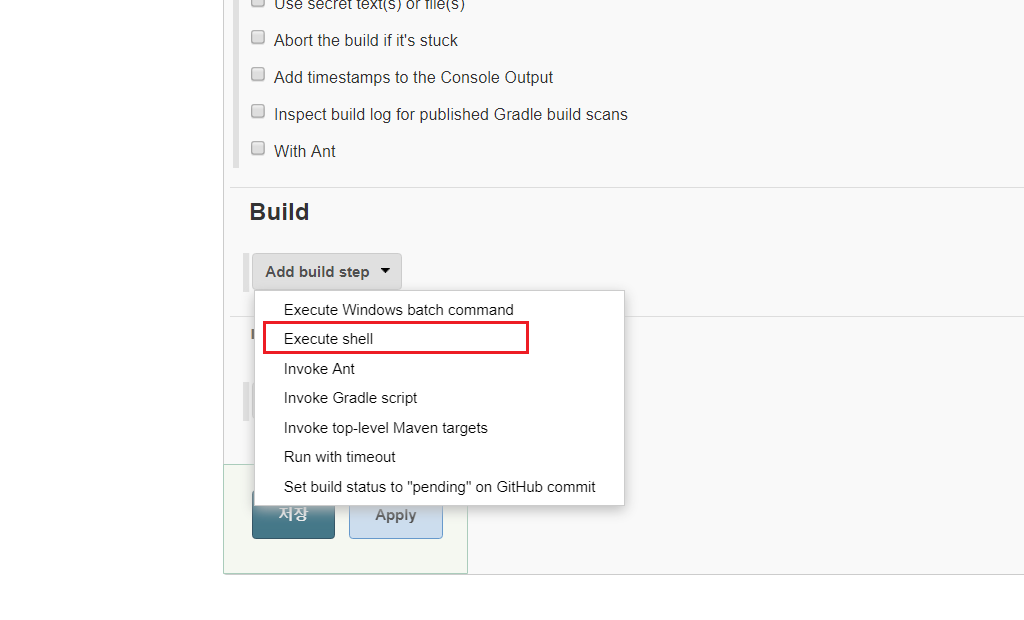 Use secret text(s) or file(s)
Abort the build if it's stuck
Add timestamps to the Console Output
Inspect build log for published Gradle build scans
With Ant
Build
Add build step
Execute Windows batch command
Execute shell
Invoke Ant
Invoke Gradle script
Invoke top-level Maven targets
Run with timeout
Set build status to "pending" on GitHub commit
저장
Apply